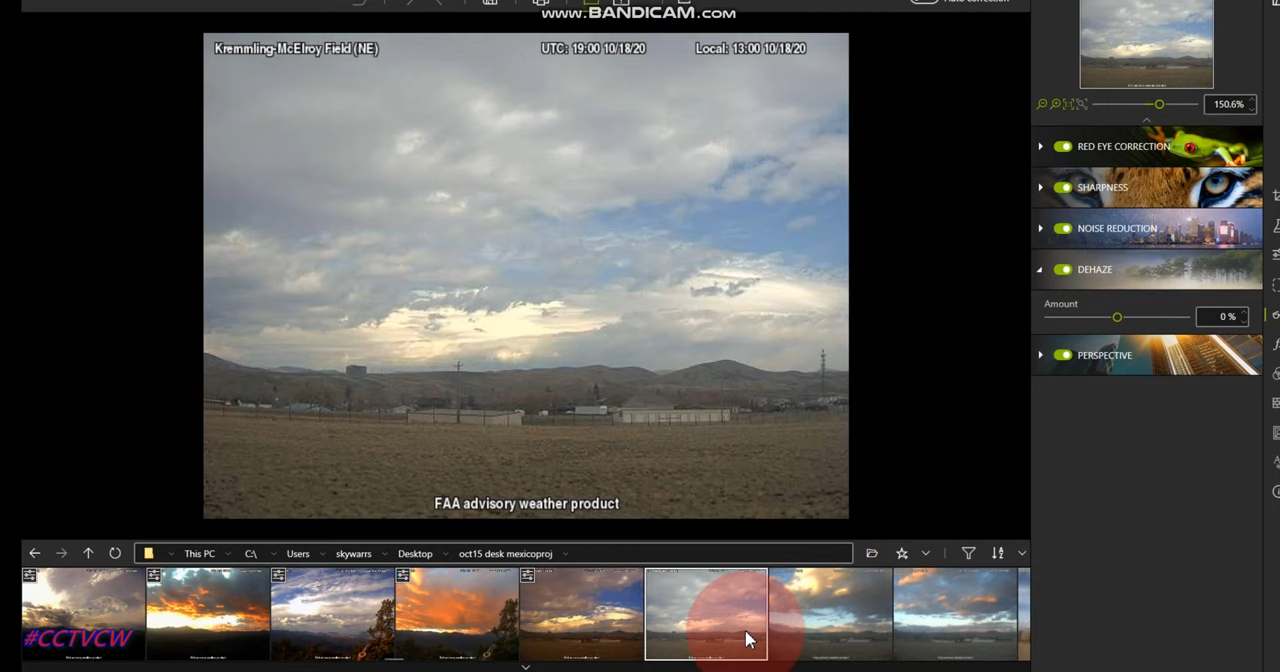 www.BANDICAM.com
Kremmling-McElroy Field (NE) UTC: 19:00 10/18/20 Local: 13:00 10/18/20
150.6%
RED EYE CORRECTION
SHARPNESS
NOISE REDUCTION
DEHAZE
Amount
0 %
PERSPECTIVE
FAA advisory weather product
This PC C:\ Users skywarrs Desktop oct15 desk mexicoproj
#CCTVCW